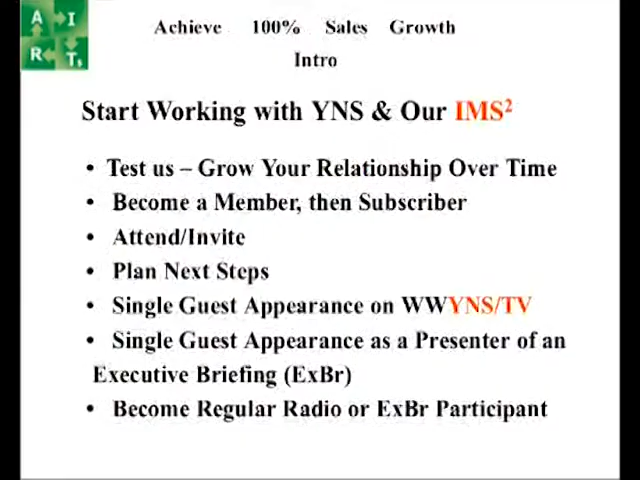 A I
R Ts
Achieve 100% Sales Growth
Intro
Start Working with YNS & Our IMS²
• Test us – Grow Your Relationship Over Time
• Become a Member, then Subscriber
• Attend/Invite
• Plan Next Steps
• Single Guest Appearance on WWYNS/TV
• Single Guest Appearance as a Presenter of an
Executive Briefing (ExBr)
• Become Regular Radio or ExBr Participant